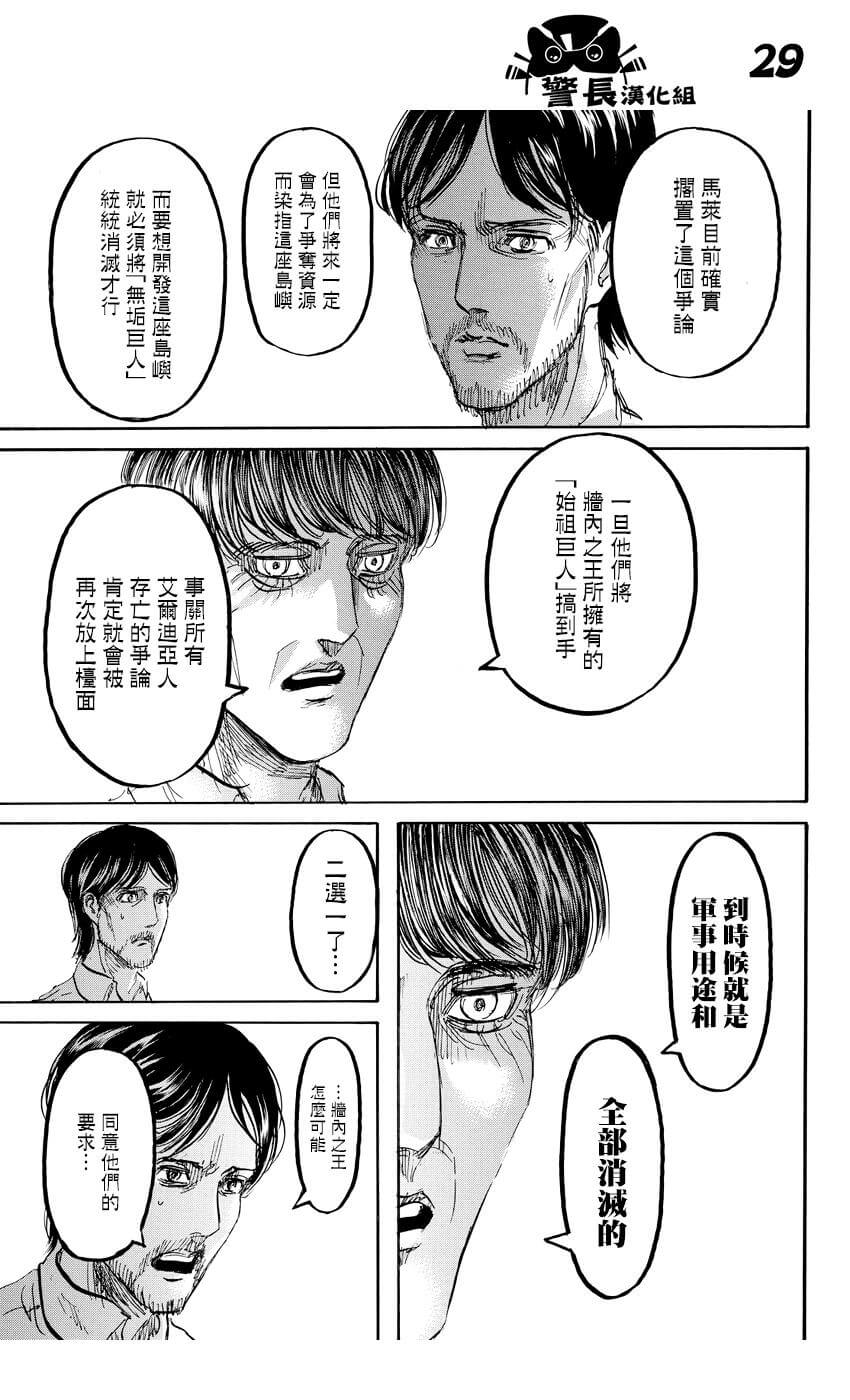 警長漢化組
29
馬萊目前確實
擱置了這個爭論
但他們將來一定
會為了爭奪資源
而染指這座島嶼
而要想開發這座島嶼
就必須將「無垢巨人」
統統消滅才行
一旦他們將
牆內之王所擁有的
「始祖巨人」搞到手
事關所有
艾爾迪亞人
存亡的爭論
肯定就會被
再次放上檯面
到時候就是
軍事用途和
全部消滅的
二選一了…
…牆內之王
怎麼可能
同意他們的
要求…